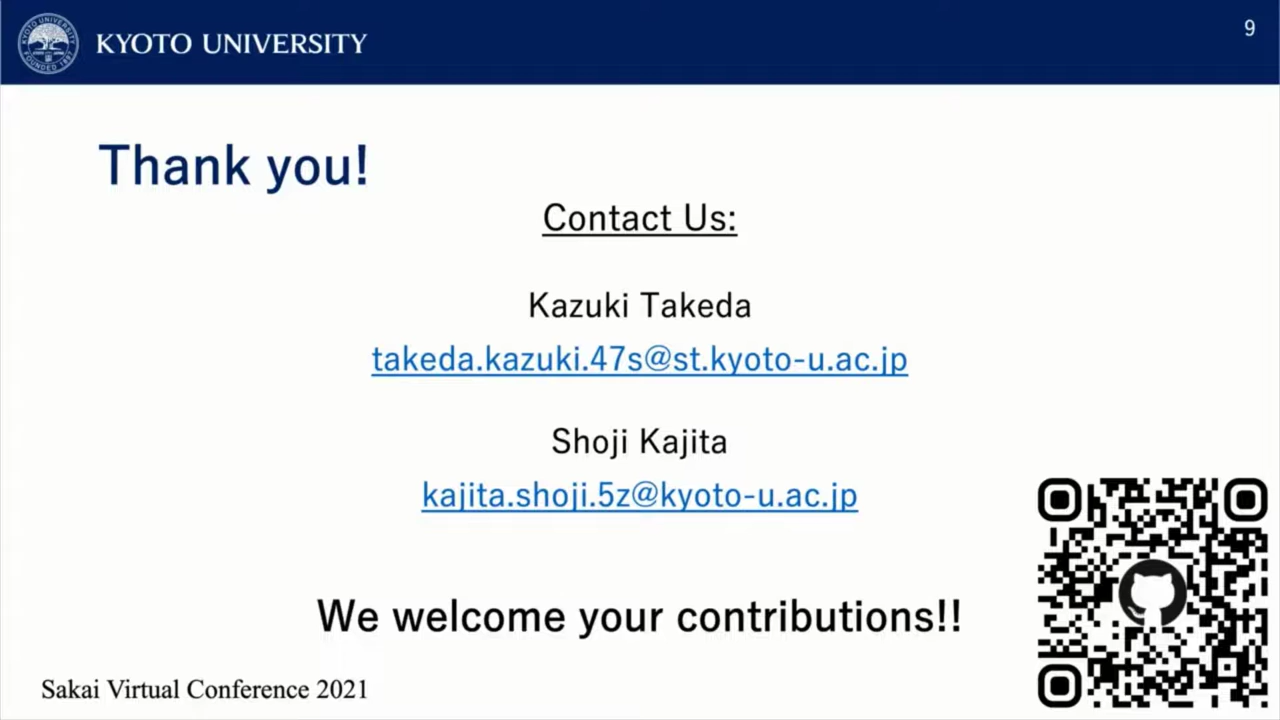 KYOTO UNIVERSITY
9
Thank you!
Contact Us:
Kazuki Takeda
takeda.kazuki.47s@st.kyoto-u.ac.jp
Shoji Kajita
kajita.shoji.5z@kyoto-u.ac.jp
We welcome your contributions!!
Sakai Virtual Conference 2021